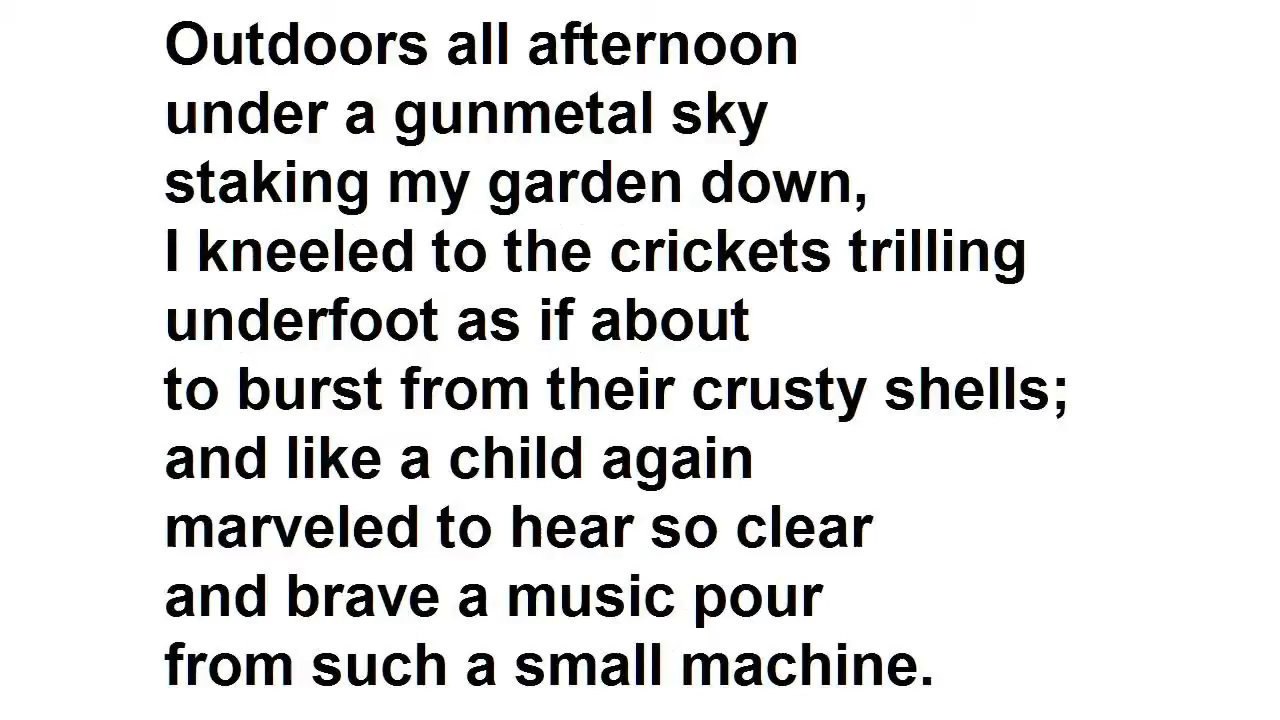 Outdoors all afternoon
under a gunmetal sky
staking my garden down,
I kneeled to the crickets trilling
underfoot as if about
to burst from their crusty shells;
and like a child again
marveled to hear so clear
and brave a music pour
from such a small machine.